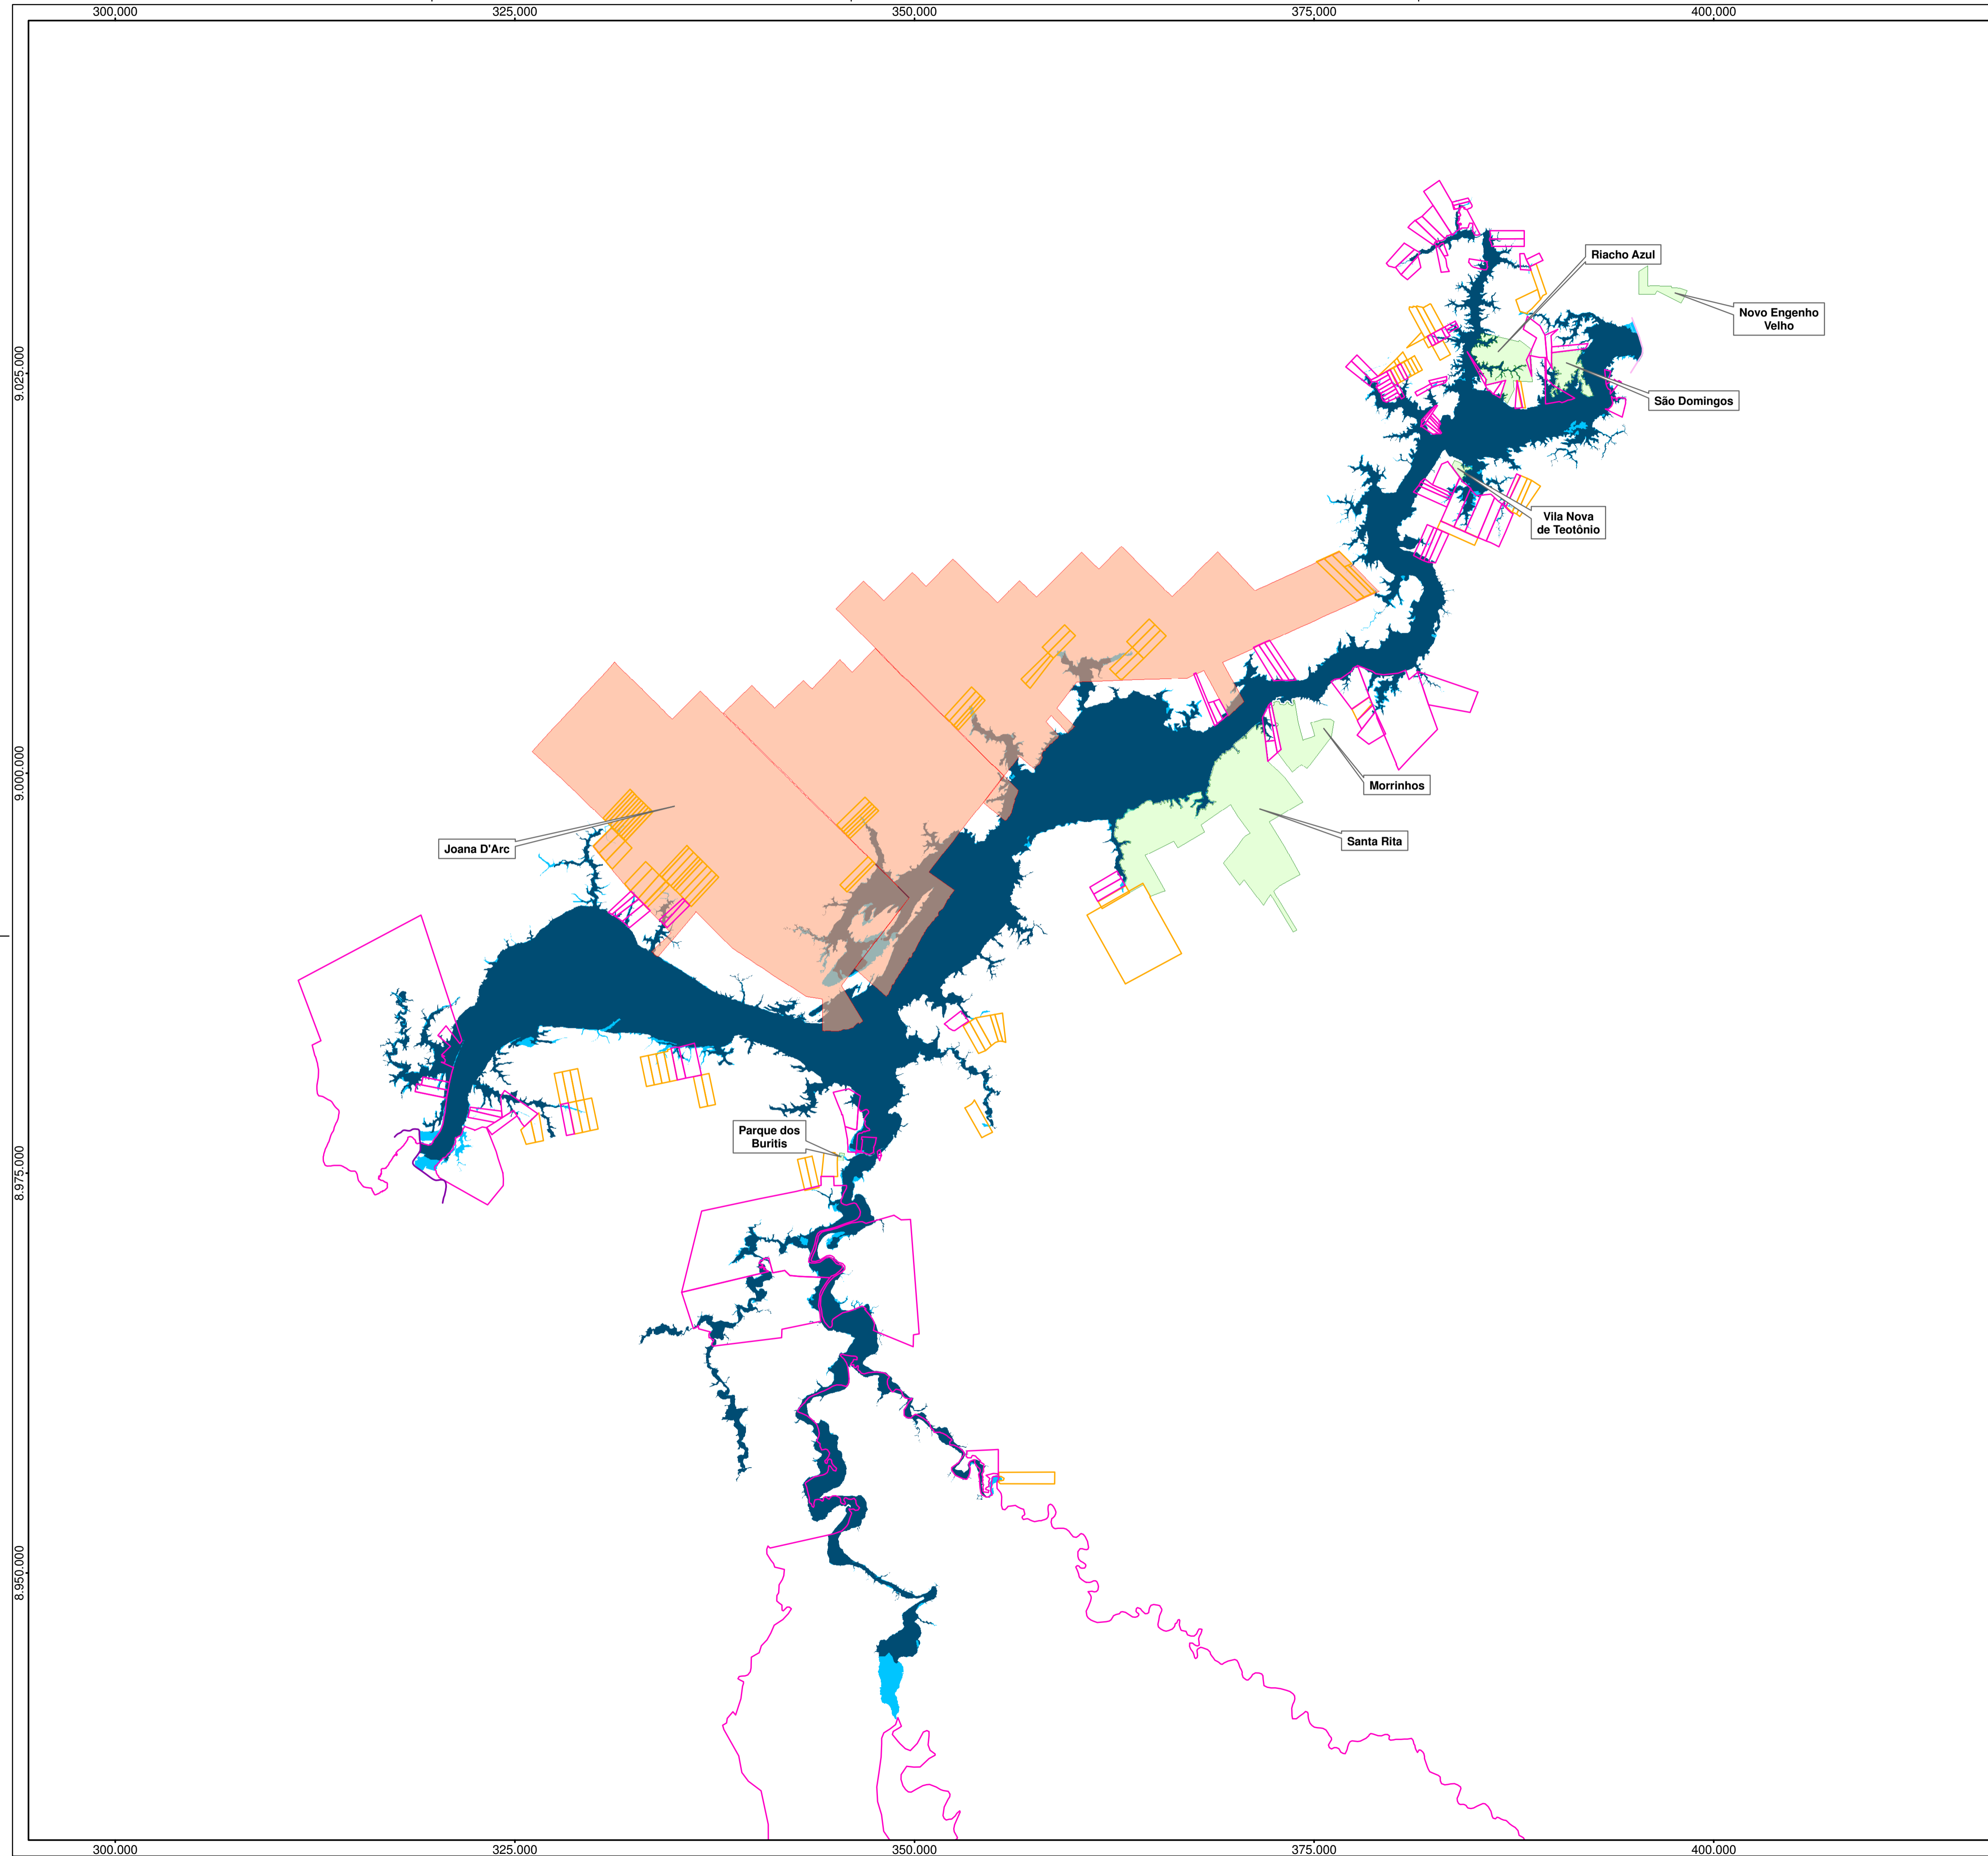 300.000
325.000
350.000
375.000
400.000
Riacho Azul
Novo Engenho
Velho
9.025.000
São Domingos
Vila Nova
de Teotônio
9.000.000
Morrinhos
Santa Rita
Joana D'Arc
Parque dos
Buritis
8.975.000
8.950.000
300.000
325.000
350.000
375.000
400.000